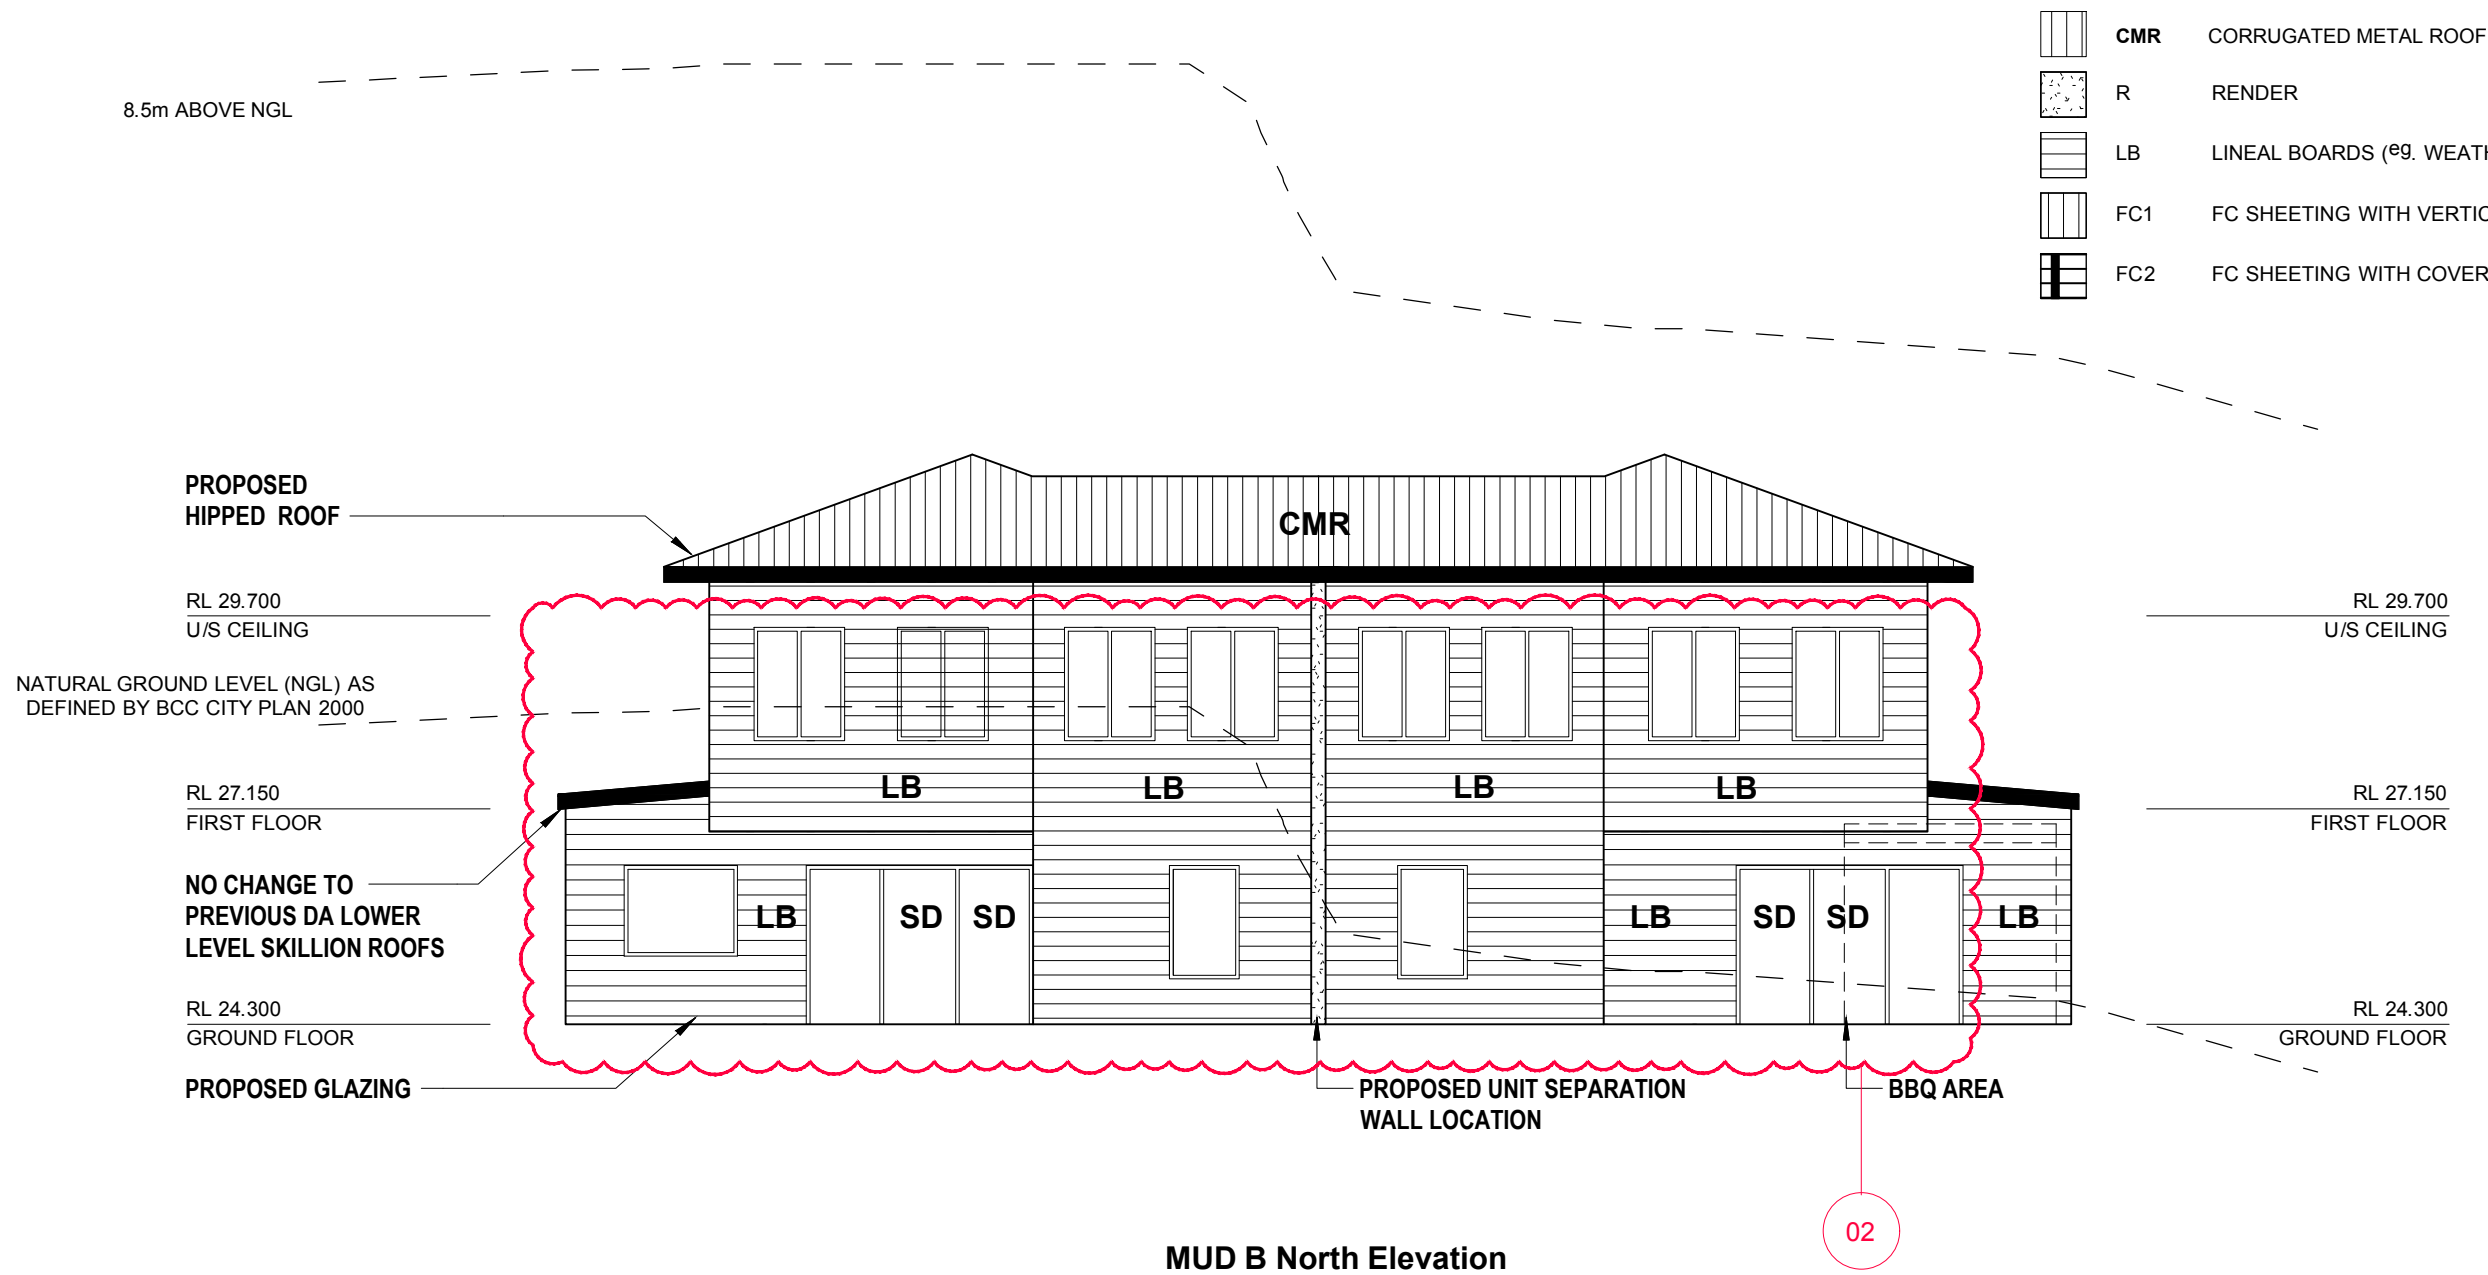 CMR CORRUGATED METAL ROOF
R RENDER
LB LINEAL BOARDS (eg.
FC1 FC SHEETING WITH
FC2 FC SHEETING WITH COVER
8.5m ABOVE NGL
PROPOSED
HIPPED ROOF
CMR
RL 29.700
U/S CEILING
RL 29.700
U/S CEILING
NATURAL GROUND LEVEL (NGL) AS
DEFINED BY BCC CITY PLAN 2000
LB LB LB LB
RL 27.150
FIRST FLOOR
RL 27.150
FIRST FLOOR
NO CHANGE TO
PREVIOUS DA LOWER
LEVEL SKILLION ROOFS
LB SD SD LB SD SD LB
RL 24.300
GROUND FLOOR
RL 24.300
GROUND FLOOR
PROPOSED GLAZING
PROPOSED UNIT SEPARATION
WALL LOCATION
BBQ AREA
02
MUD B North Elevation